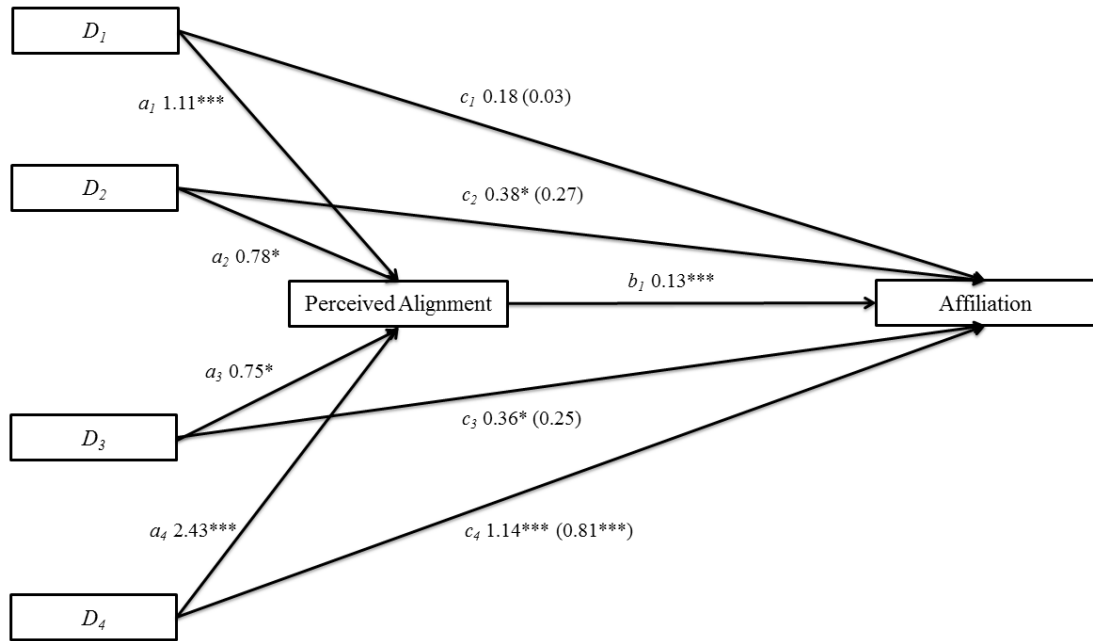 D₁
a₁ 1.11***
c₁ 0.18 (0.03)
D₂
c₂ 0.38* (0.27)
a₂ 0.78*
b₁ 0.13***
Perceived Alignment
Affiliation
a₃ 0.75*
c₃ 0.36* (0.25)
D₃
a₄ 2.43***
c₄ 1.14*** (0.81***)
D₄